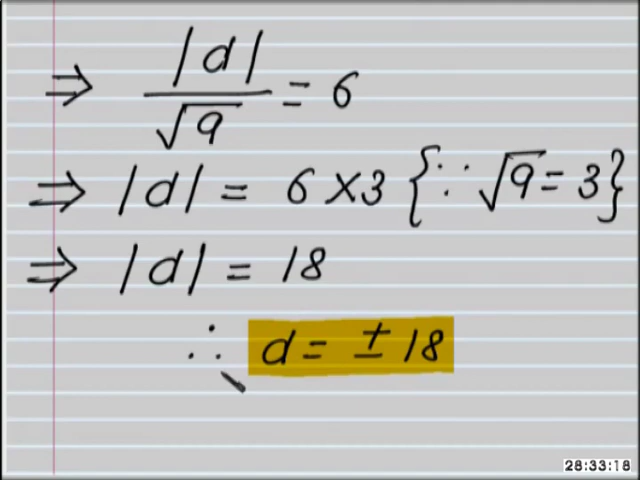 ⇒ |d| / √9 = 6
⇒ |d| = 6 × 3 {∵ √9 = 3}
⇒ |d| = 18
∴ d = ± 18
28:33:18